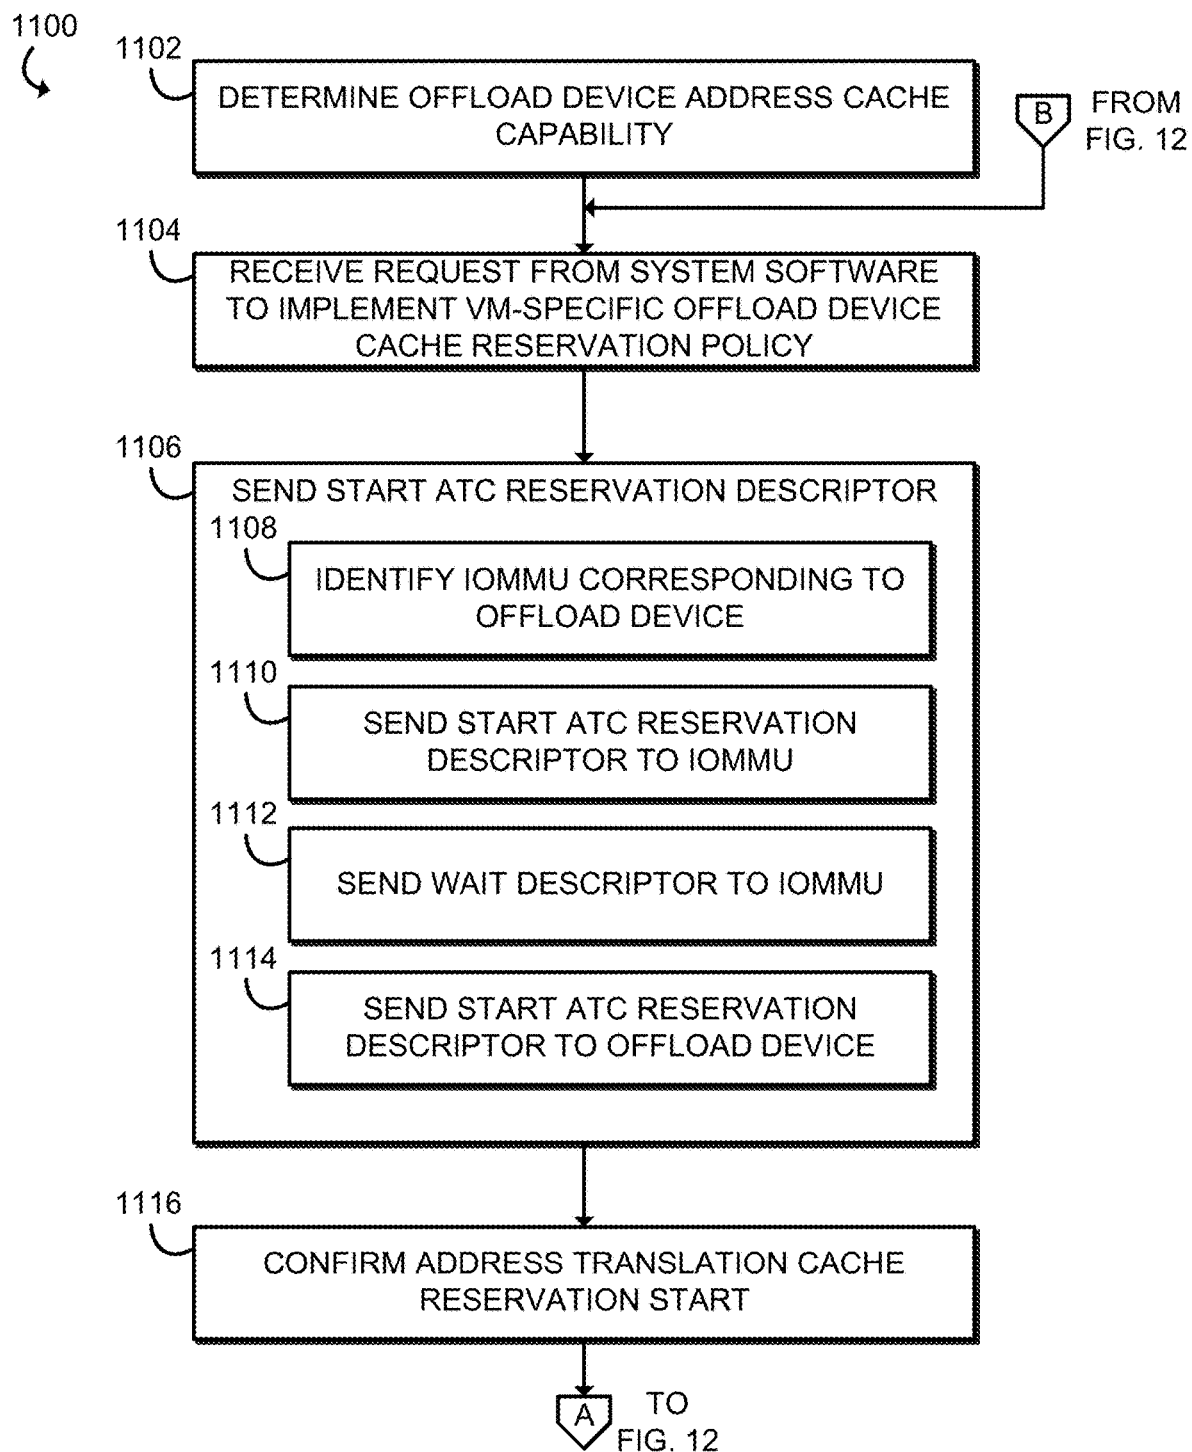 1100
1102
DETERMINE OFFLOAD DEVICE ADDRESS CACHE
CAPABILITY
B
FROM
FIG. 12
1104
RECEIVE REQUEST FROM SYSTEM SOFTWARE
TO IMPLEMENT VM-SPECIFIC OFFLOAD DEVICE
CACHE RESERVATION POLICY
1106
SEND START ATC RESERVATION DESCRIPTOR
1108
IDENTIFY IOMMU CORRESPONDING TO
OFFLOAD DEVICE
1110
SEND START ATC RESERVATION
DESCRIPTOR TO IOMMU
1112
SEND WAIT DESCRIPTOR TO IOMMU
1114
SEND START ATC RESERVATION
DESCRIPTOR TO OFFLOAD DEVICE
1116
CONFIRM ADDRESS TRANSLATION CACHE
RESERVATION START
A
TO
FIG. 12